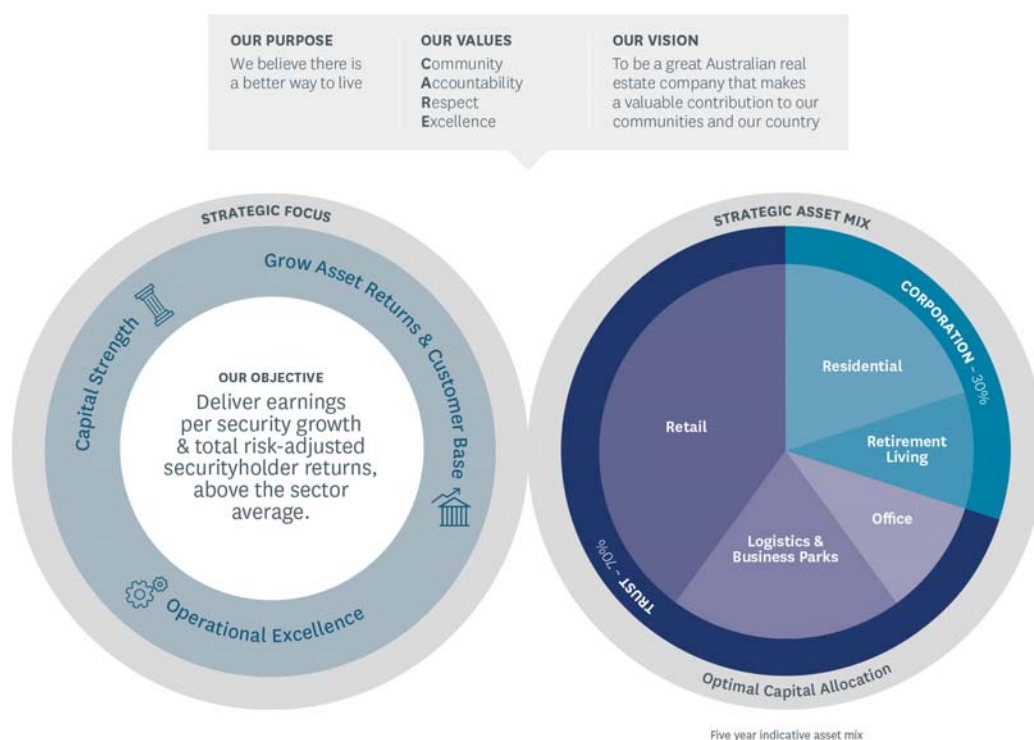 OUR PURPOSE
We believe there is
a better way to live
OUR VALUES
Community
Accountability
Respect
Excellence
OUR VISION
To be a great Australian real
estate company that makes
a valuable contribution to our
communities and our country
STRATEGIC FOCUS
Capital Strength
Grow Asset Returns & Customer Base
Operational Excellence
OUR OBJECTIVE
Deliver earnings
per security growth
& total risk-adjusted
securityholder returns,
above the sector
average.
STRATEGIC ASSET MIX
CORPORATION – 30%
TRUST – 70%
Residential
Retirement
Living
Office
Logistics &
Business Parks
Retail
Optimal Capital Allocation
Five year indicative asset mix